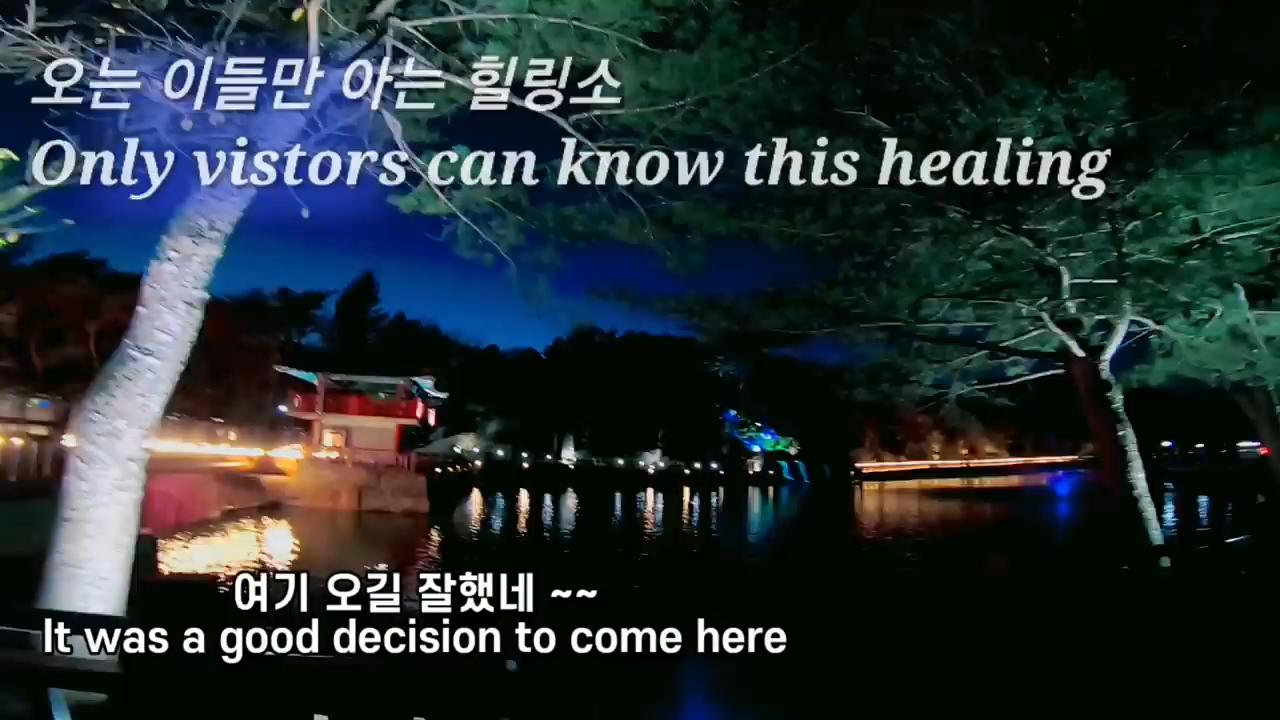 오는 이들만 아는 힐링소
Only vistors can know this healing
여기 오길 잘했네 ~~
It was a good decision to come here